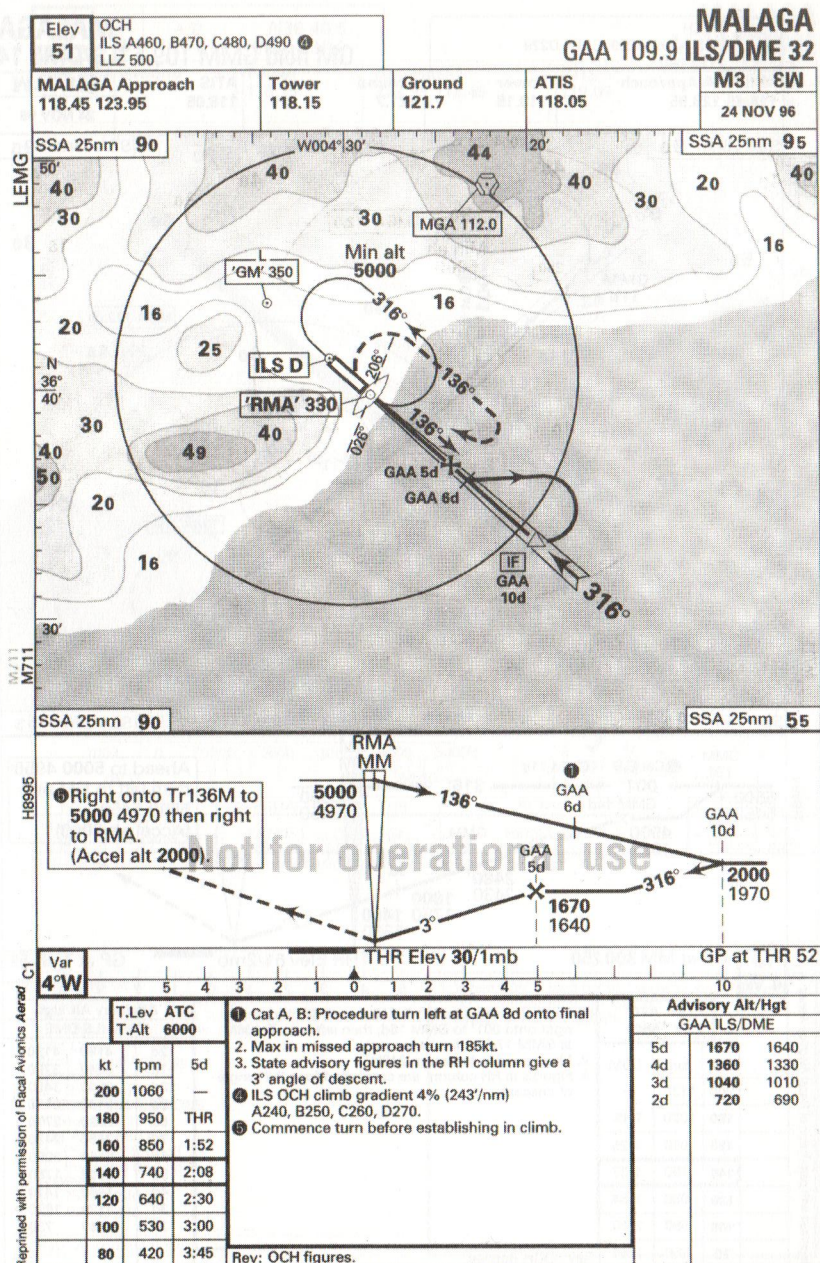 MALAGA
GAA 109.9 ILS/DME 32
Elev
51
OCH
ILS A460, B470, C480, D490 ❹
LLZ 500
MALAGA Approach
118.45 123.95
Tower
118.15
Ground
121.7
ATIS
118.05
M3
24 NOV 96
LEMG
SSA 25nm 90
SSA 25nm 95
W004° 30'
20'
50'
40
30
40
44
40
30
20
40
16
30
MGA 112.0
L
'GM' 350
Min alt
5000
316°
16
16
20
25
ILS D
206°
136°
N
36°
40'
'RMA' 330
026°
136°
30
40
49
40
50
20
16
GAA 5d
GAA 6d
IF
GAA
10d
316°
30'
M711
SSA 25nm 90
SSA 25nm 55
H8995
RMA
MM
❺Right onto Tr136M to
5000 4970 then right
to RMA.
(Accel alt 2000).
5000
4970
136°
❶
GAA
6d
GAA
10d
Not for operational use
GAA
5d
316°
2000
1970
3°
1670
1640
THR Elev 30/1mb
GP at THR 52
C1
Var
4°W
5 4 3 2 1 0 1 2 3 4 5 10
Reprinted with permission of Racal Avionics Aerad
T.Lev ATC
T.Alt 6000
kt fpm 5d
200 1060 —
180 950 THR
160 850 1:52
140 740 2:08
120 640 2:30
100 530 3:00
80 420 3:45
❶ Cat A, B: Procedure turn left at GAA 8d onto final
approach.
2. Max in missed approach turn 185kt.
3. State advisory figures in the RH column give a
3° angle of descent.
❹ ILS OCH climb gradient 4% (243'/nm)
A240, B250, C260, D270.
❺ Commence turn before establishing in climb.
Rev: OCH figures.
Advisory Alt/Hgt
GAA ILS/DME
5d 1670 1640
4d 1360 1330
3d 1040 1010
2d 720 690